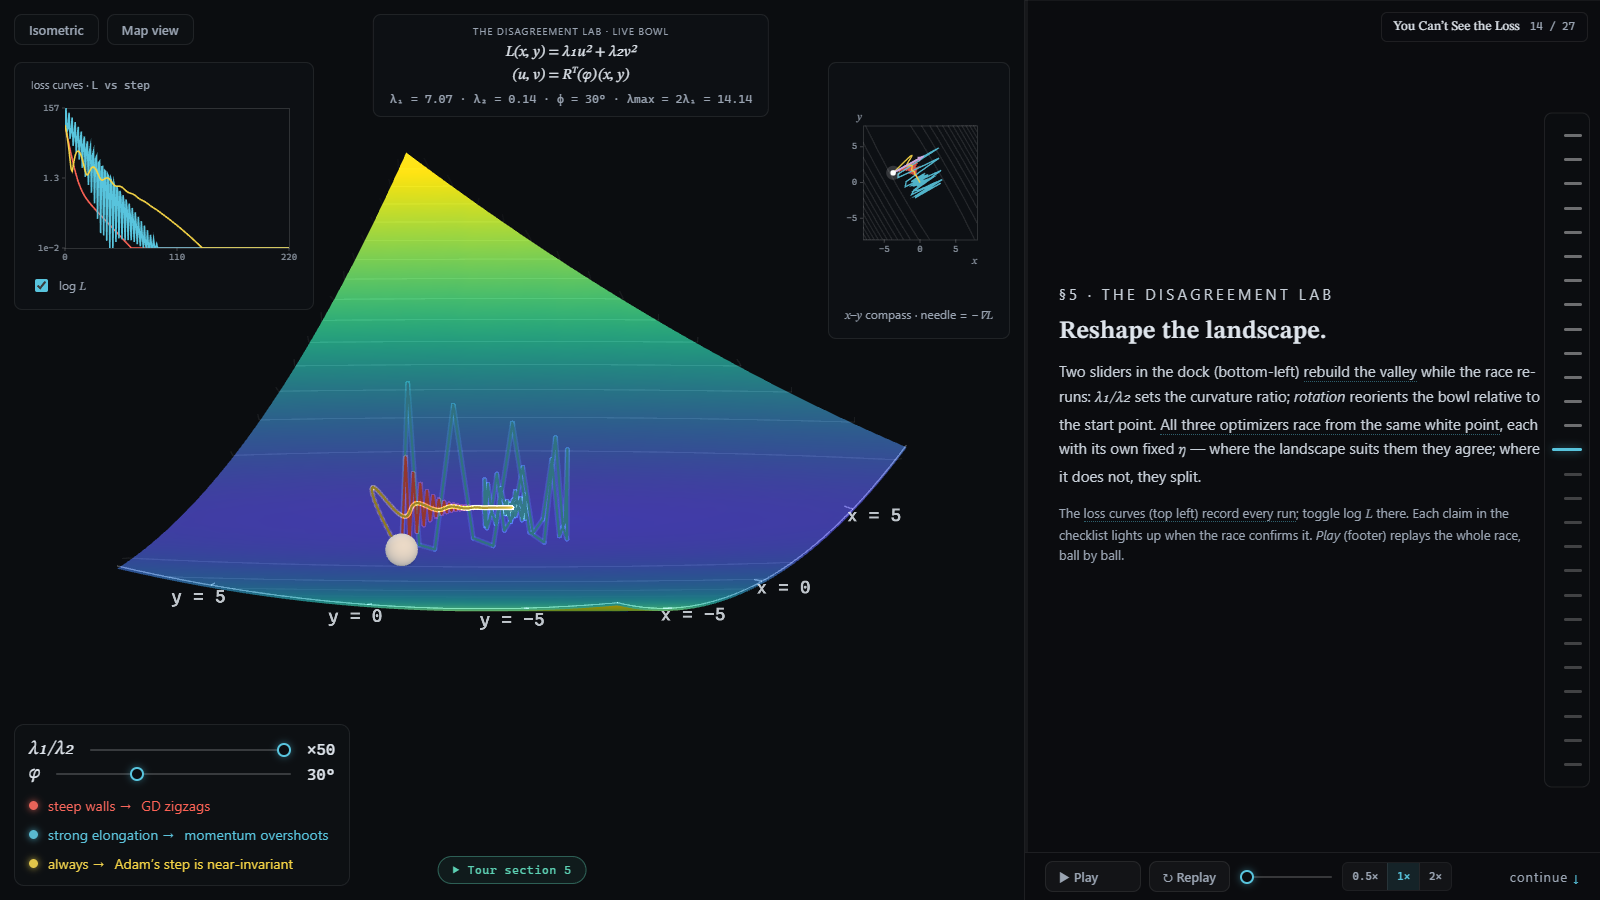 Isometric
Map view
THE DISAGREEMENT LAB · LIVE BOWL
L(x, y) = λ₁u² + λ₂v²
(u, v) = Rᵀ(φ)(x, y)
λ₁ = 7.07 · λ₂ = 0.14 · ϕ = 30° · λmax = 2λ₁ = 14.14
You Can't See the Loss 14 / 27
loss curves · L vs step
157
1.3
1e−2
0
110
220
log L
y
5
0
−5
−5
0
5
x
x–y compass · needle = −∇L
y = 5
y = 0
y = −5
x = −5
x = 0
x = 5
§5 · THE DISAGREEMENT LAB
Reshape the landscape.
Two sliders in the dock (bottom-left) rebuild the valley while the race re-
runs: λ₁/λ₂ sets the curvature ratio; rotation reorients the bowl relative to
the start point. All three optimizers race from the same white point, each
with its own fixed η — where the landscape suits them they agree; where
it does not, they split.
The loss curves (top left) record every run; toggle log L there. Each claim in the
checklist lights up when the race confirms it. Play (footer) replays the whole race,
ball by ball.
λ₁/λ₂ ×50
φ 30°
steep walls → GD zigzags
strong elongation → momentum overshoots
always → Adam's step is near-invariant
▶ Tour section 5
▶ Play
↻ Replay
0.5×
1×
2×
continue ↓